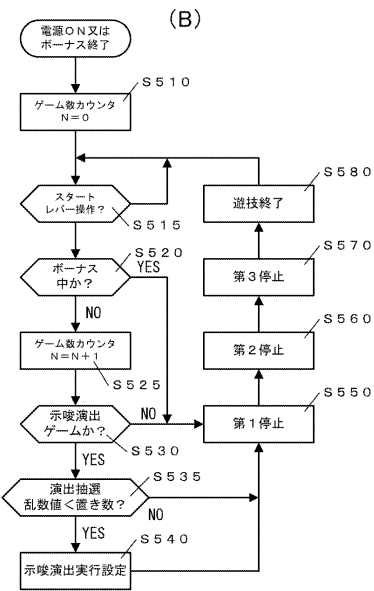 (B)
電源ON又は
ボーナス終了
S510
ゲーム数カウンタ
N=0
スタート
レバー操作？
S515
S520
ボーナス
中か？
YES
NO
ゲーム数カウンタ
N=N+1
S525
示唆演出
ゲームか？
NO
S530
YES
S535
演出抽選
乱数値＜置き数？
NO
YES
S540
示唆演出実行設定
S580
遊技終了
S570
第3停止
S560
第2停止
S550
第1停止